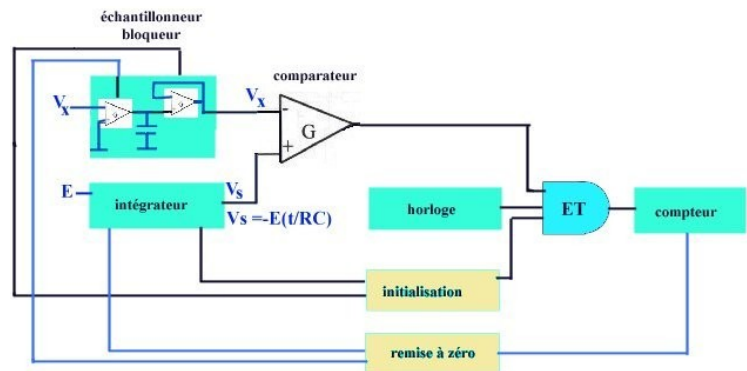 échantillonneur
bloqueur
comparateur
Vx
Vx
-
G
+
E
intégrateur
Vs
Vs =-E(t/RC)
horloge
ET
compteur
initialisation
remise à zéro